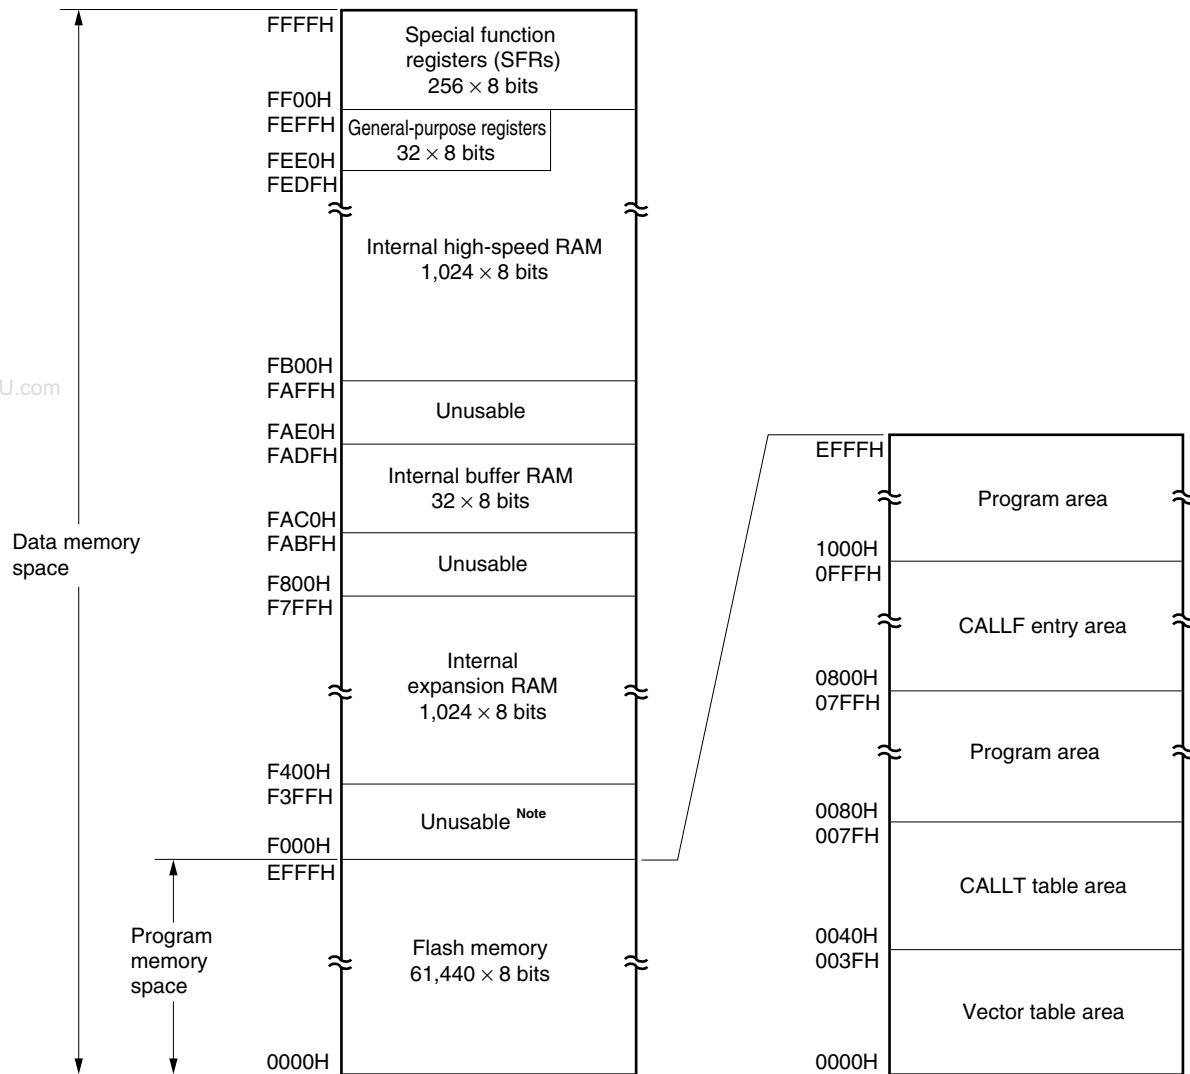 FFFFH
Special function
registers (SFRs)
256 × 8 bits
FF00H
FEFFH
General-purpose registers
32 × 8 bits
FEE0H
FEDFH
Internal high-speed RAM
1,024 × 8 bits
FB00H
FAFFH
U.com
Unusable
FAE0H
FADFH
Internal buffer RAM
32 × 8 bits
FAC0H
FABFH
Data memory
space
Unusable
F800H
F7FFH
Internal
expansion RAM
1,024 × 8 bits
F400H
F3FFH
Unusable Note
F000H
EFFFH
Program
memory
space
Flash memory
61,440 × 8 bits
0000H
EFFFH
Program area
1000H
0FFFH
CALLF entry area
0800H
07FFH
Program area
0080H
007FH
CALLT table area
0040H
003FH
Vector table area
0000H